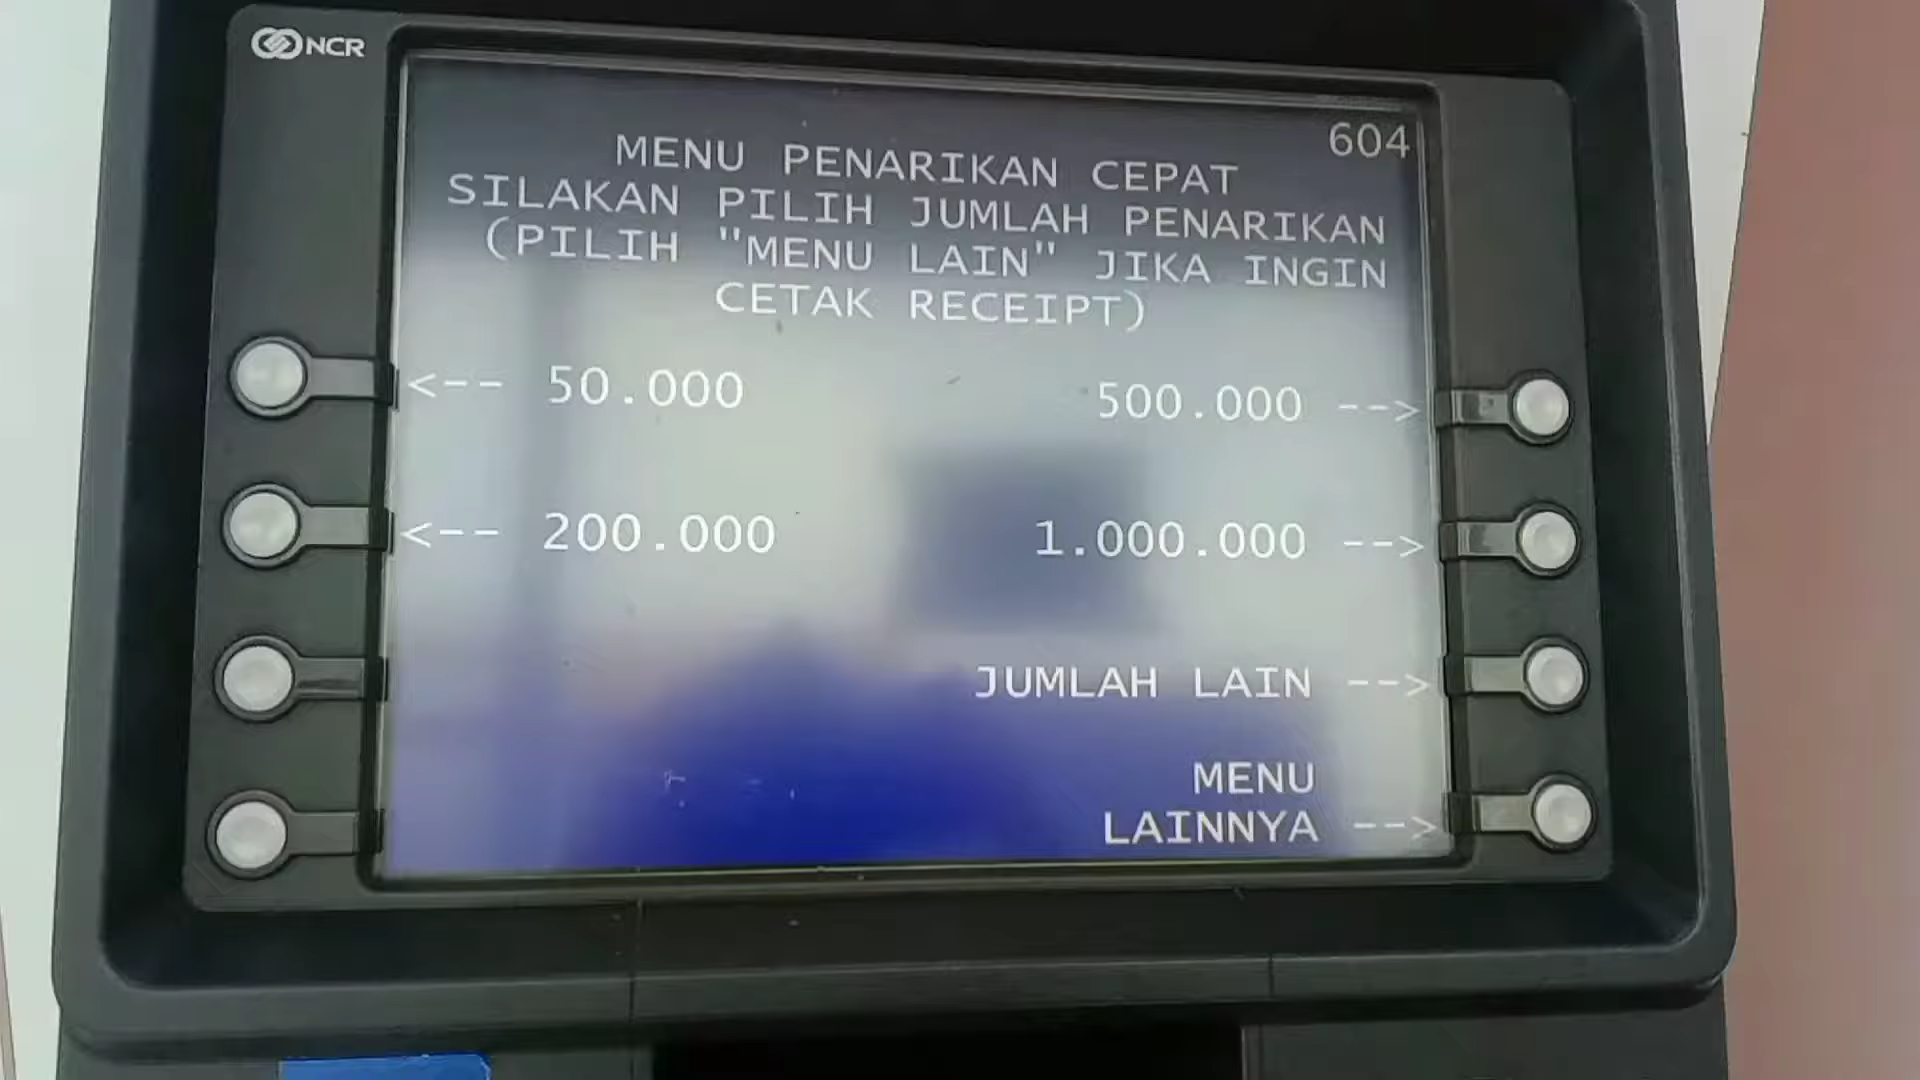 NCR
604
MENU PENARIKAN CEPAT
SILAKAN PILIH JUMLAH PENARIKAN
(PILIH "MENU LAIN" JIKA INGIN
CETAK RECEIPT)
<-- 50.000
500.000 -->
<-- 200.000
1.000.000 -->
JUMLAH LAIN -->
MENU
LAINNYA -->